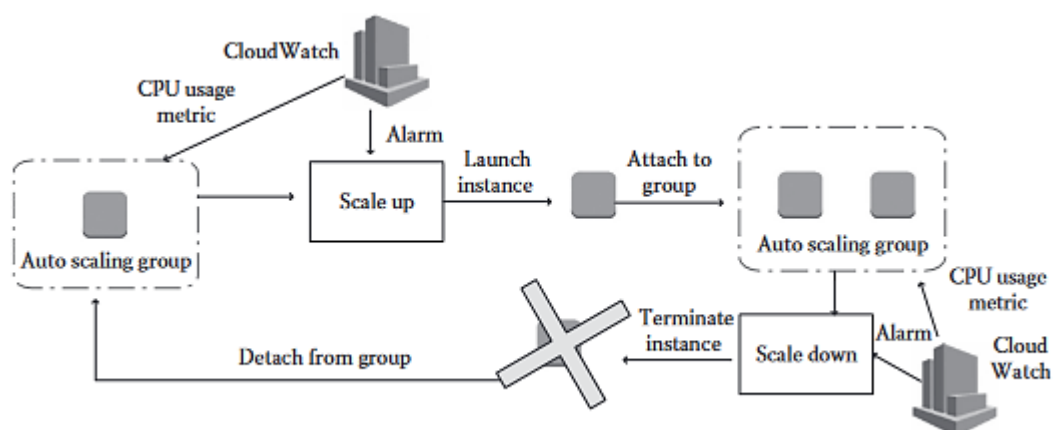 CloudWatch
CPU usage
metric
Alarm
Launch
instance
Attach to
group
Scale up
Auto scaling group
Auto scaling group
CPU usage
metric
Terminate
instance
Alarm
Scale down
Cloud
Watch
Detach from group